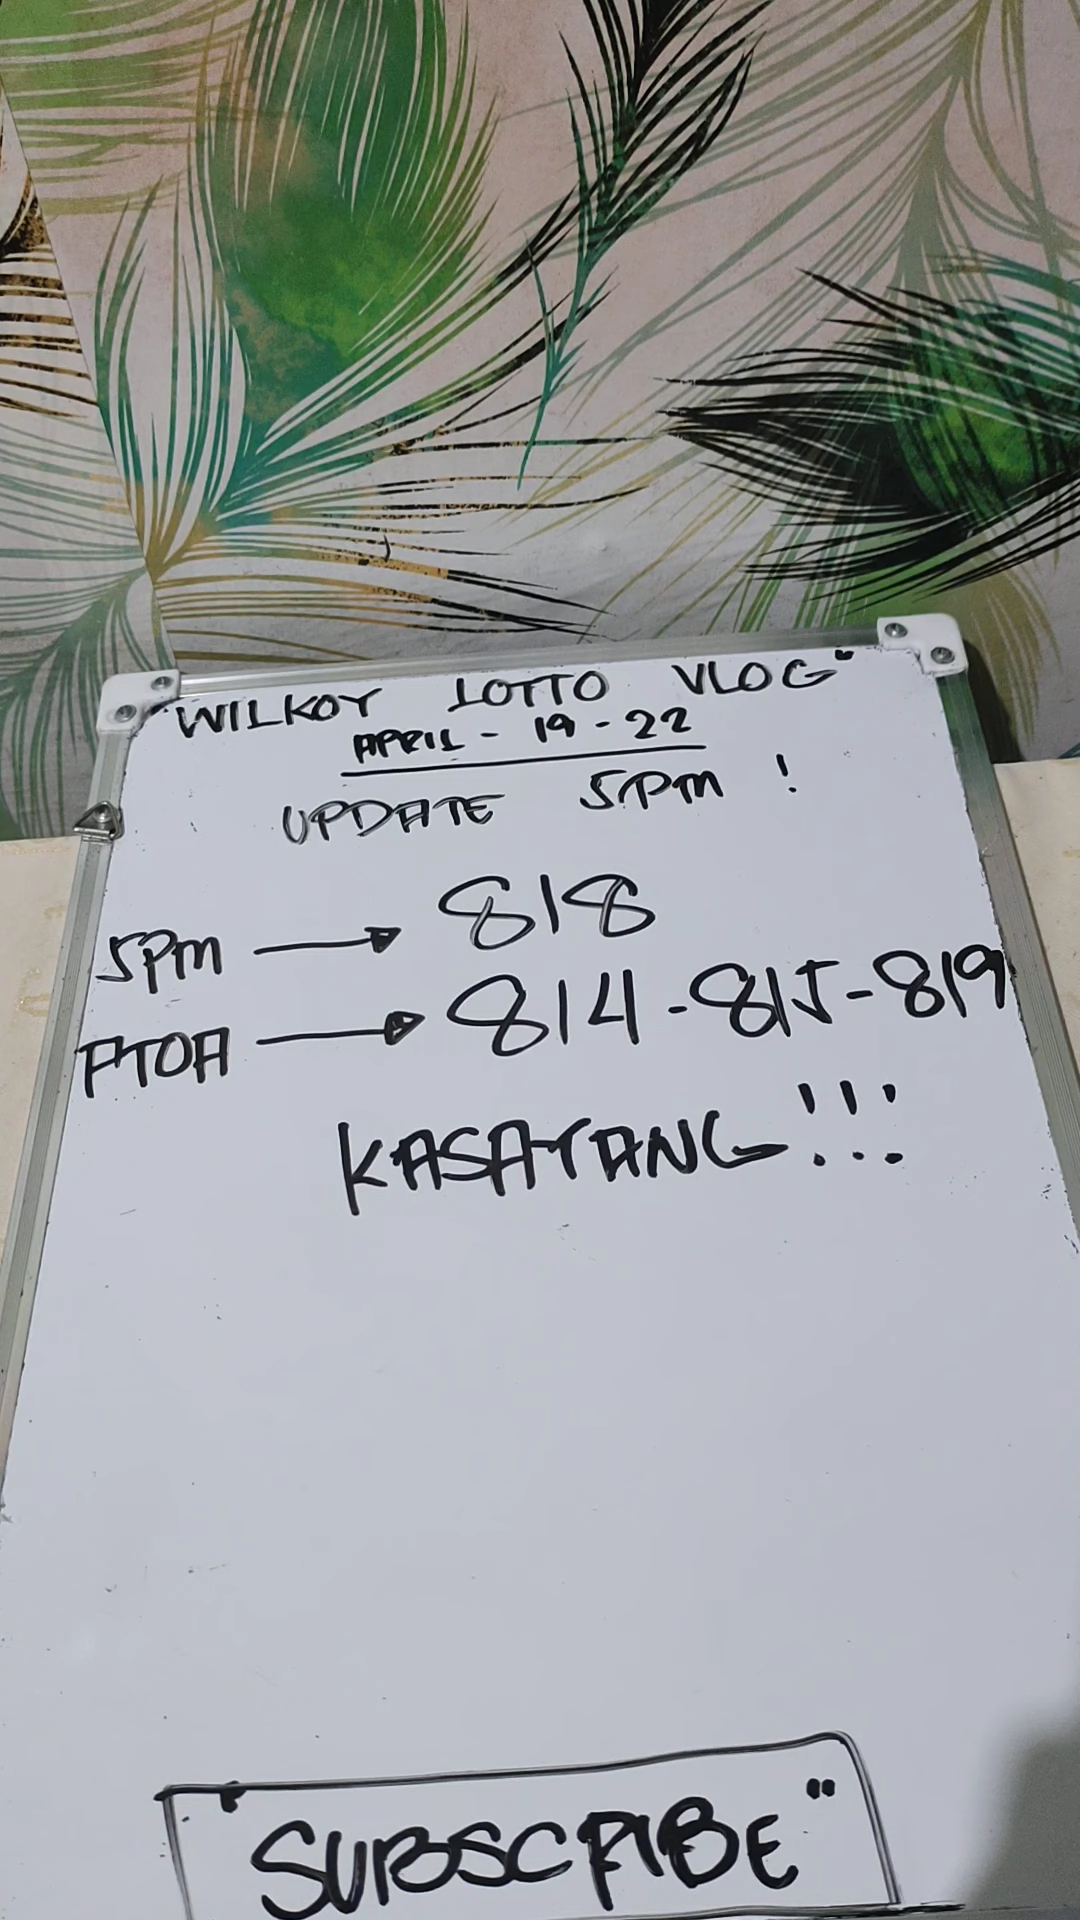 "WILKOY LOTTO VLOG"
APRIL - 19 - 22
UPDATE 5PM !
5PM → 818
PTOA → 814 - 815 - 819
KASATANG!!!
"SUBSCRIBE"